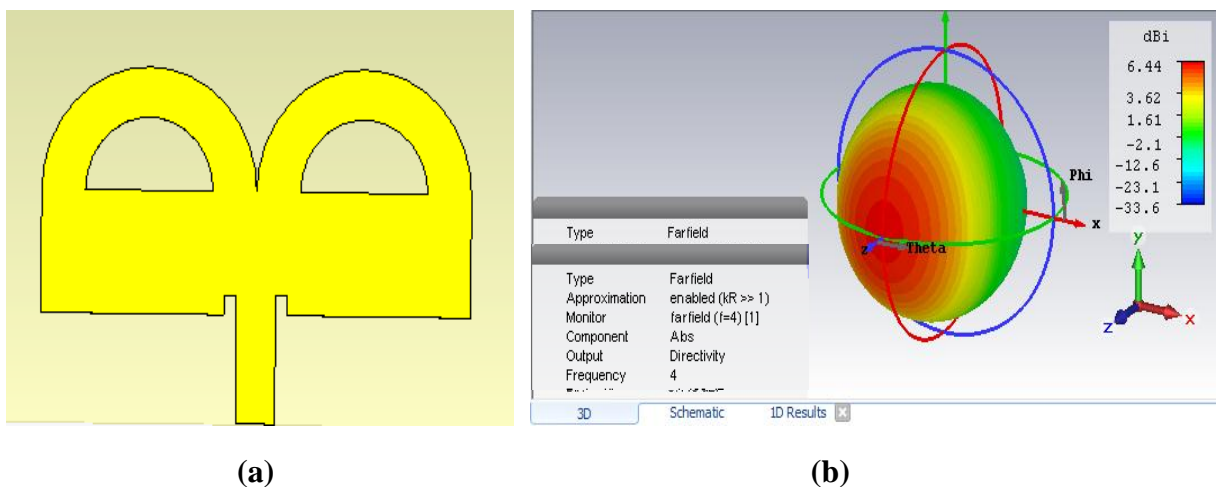 dBi
6.44
3.62
1.61
-2.1
-12.6
-23.1
-33.6
Phi
x
z Theta
y
z x
Type Farfield
Type Farfield
Approximation enabled (kR >> 1)
Monitor farfield (f=4) [1]
Component Abs
Output Directivity
Frequency 4
3D Schematic 1D Results
(a) (b)